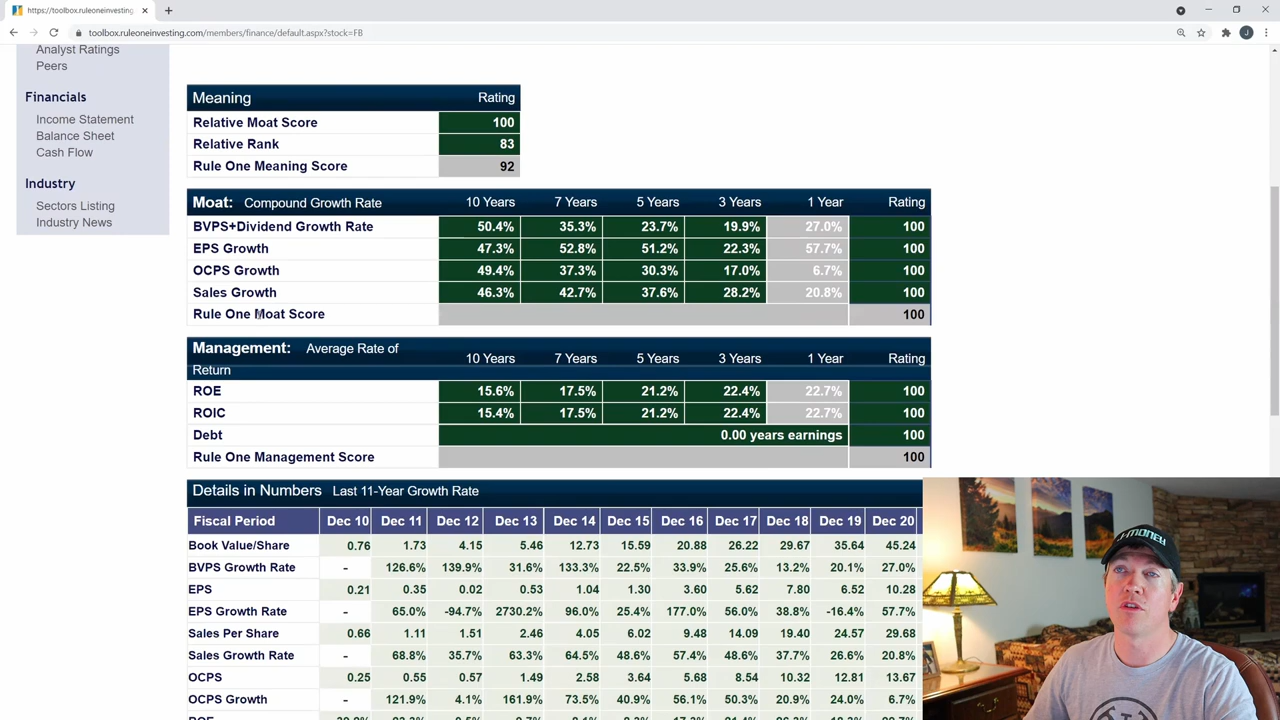 https://toolbox.ruleoneinvesting.c
toolbox.ruleoneinvesting.com/members/finance/default.aspx?stock=FB
J
Analyst Ratings
Peers
Financials
Income Statement
Balance Sheet
Cash Flow
Industry
Sectors Listing
Industry News
Meaning Rating
Relative Moat Score 100
Relative Rank 83
Rule One Meaning Score 92
Moat: Compound Growth Rate 10 Years 7 Years 5 Years 3 Years 1 Year Rating
BVPS+Dividend Growth Rate 50.4% 35.3% 23.7% 19.9% 27.0% 100
EPS Growth 47.3% 52.8% 51.2% 22.3% 57.7% 100
OCPS Growth 49.4% 37.3% 30.3% 17.0% 6.7% 100
Sales Growth 46.3% 42.7% 37.6% 28.2% 20.8% 100
Rule One Moat Score 100
Management: Average Rate of
Return 10 Years 7 Years 5 Years 3 Years 1 Year Rating
ROE 15.6% 17.5% 21.2% 22.4% 22.7% 100
ROIC 15.4% 17.5% 21.2% 22.4% 22.7% 100
Debt 0.00 years earnings 100
Rule One Management Score 100
Details in Numbers Last 11-Year Growth Rate
Fiscal Period Dec 10 Dec 11 Dec 12 Dec 13 Dec 14 Dec 15 Dec 16 Dec 17 Dec 18 Dec 19 Dec 20
Book Value/Share 0.76 1.73 4.15 5.46 12.73 15.59 20.88 26.22 29.67 35.64 45.24
BVPS Growth Rate - 126.6% 139.9% 31.6% 133.3% 22.5% 33.9% 25.6% 13.2% 20.1% 27.0%
EPS 0.21 0.35 0.02 0.53 1.04 1.30 3.60 5.62 7.80 6.52 10.28
EPS Growth Rate - 65.0% -94.7% 2730.2% 96.0% 25.4% 177.0% 56.0% 38.8% -16.4% 57.7%
Sales Per Share 0.66 1.11 1.51 2.46 4.05 6.02 9.48 14.09 19.40 24.57 29.68
Sales Growth Rate - 68.8% 35.7% 63.3% 64.5% 48.6% 57.4% 48.6% 37.7% 26.6% 20.8%
OCPS 0.25 0.55 0.57 1.49 2.58 3.64 5.68 8.54 10.32 12.81 13.67
OCPS Growth - 121.9% 4.1% 161.9% 73.5% 40.9% 56.1% 50.3% 20.9% 24.0% 6.7%
J-MONEY